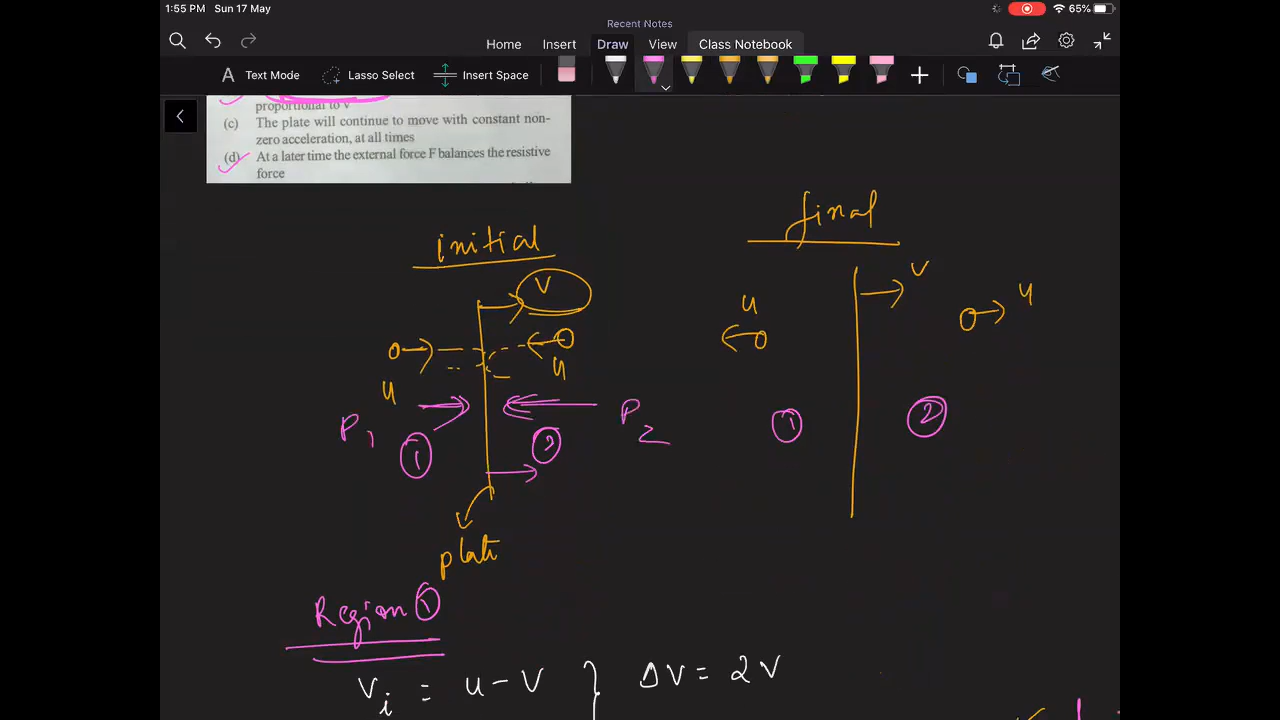 1:55 PM Sun 17 May
65%
Recent Notes
Home Insert Draw View Class Notebook
Text Mode Lasso Select Insert Space
proportional to v
(c) The plate will continue to move with constant non-
zero acceleration, at all times
(d) At a later time the external force F balances the resistive
force
initial
final
v
v
u
u
u
u
P1
P2
1
2
1
2
plate
Region 1
Vi = u - v } ΔV = 2V